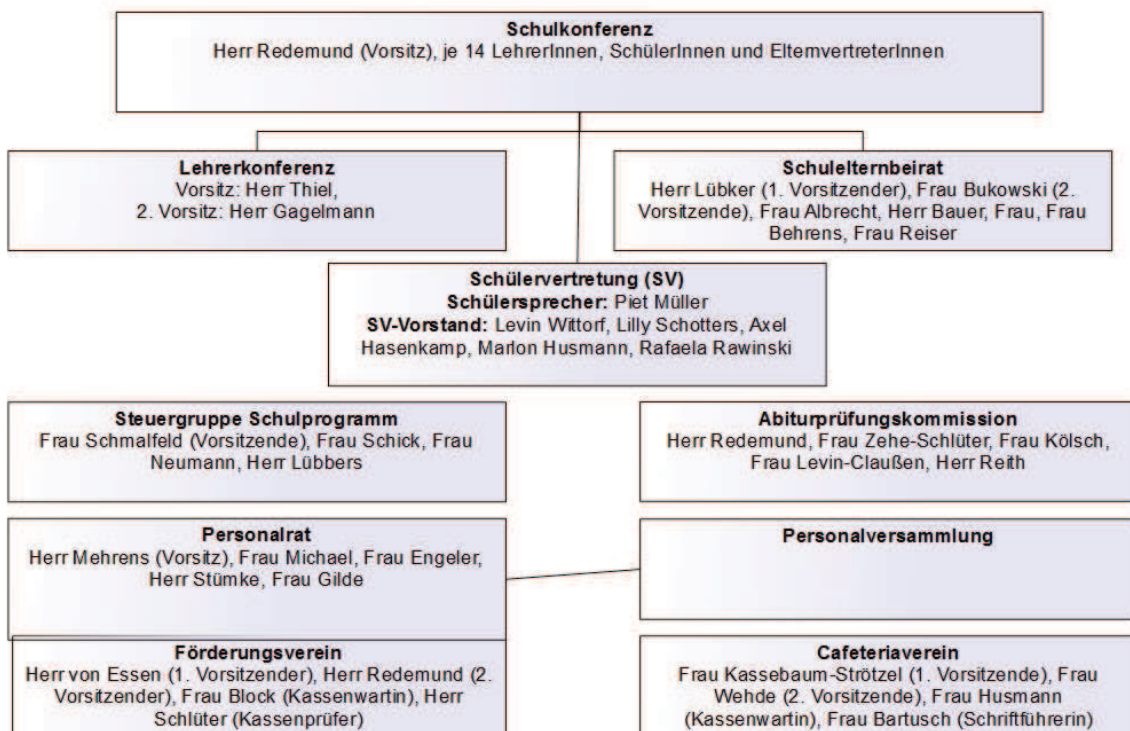 Schulkonferenz
Herr Redemund (Vorsitz), je 14 LehrerInnen, SchülerInnen und ElternvertreterInnen
Lehrerkonferenz
Vorsitz: Herr Thiel,
2. Vorsitz: Herr Gagelmann
Schulelternbeirat
Herr Lübker (1. Vorsitzender), Frau Bukowski (2.
Vorsitzende), Frau Albrecht, Herr Bauer, Frau, Frau
Behrens, Frau Reiser
Schülervertretung (SV)
Schülersprecher: Piet Müller
SV-Vorstand: Levin Wittorf, Lilly Schotters, Axel
Hasenkamp, Marlon Husmann, Rafaela Rawinski
Steuergruppe Schulprogramm
Frau Schmalfeld (Vorsitzende), Frau Schick, Frau
Neumann, Herr Lübbers
Abiturprüfungskommission
Herr Redemund, Frau Zehe-Schlüter, Frau Kölsch,
Frau Levin-Claußen, Herr Reith
Personalrat
Herr Mehrens (Vorsitz), Frau Michael, Frau Engeler,
Herr Stümke, Frau Gilde
Personalversammlung
Förderungsverein
Herr von Essen (1. Vorsitzender), Herr Redemund (2.
Vorsitzender), Frau Block (Kassenwartin), Herr
Schlüter (Kassenprüfer)
Cafeteriaverein
Frau Kassebaum-Strötzel (1. Vorsitzende), Frau
Wehde (2. Vorsitzende), Frau Husmann
(Kassenwartin), Frau Bartusch (Schriftführerin)